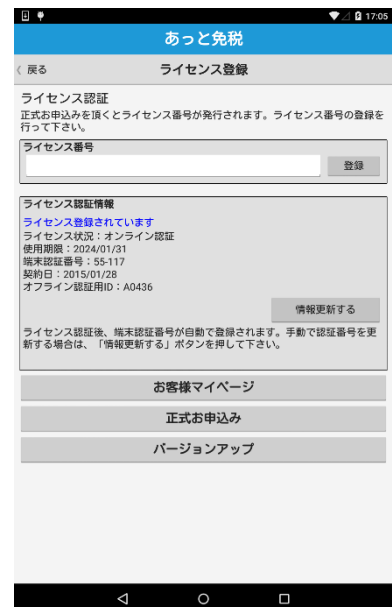 17:05
あっと免税
戻る
ライセンス登録
ライセンス認証
正式お申込みを頂くとライセンス番号が発行されます。ライセンス番号の登録を
行って下さい。
ライセンス番号
登録
ライセンス認証情報
ライセンス登録されています
ライセンス状況：オンライン認証
使用期限：2024/01/31
端末認証番号：55-117
契約日：2015/01/28
オフライン認証用ID：A0436
情報更新する
ライセンス認証後、端末認証番号が自動で登録されます。手動で認証番号を更
新する場合は、「情報更新する」ボタンを押して下さい。
お客様マイページ
正式お申込み
バージョンアップ